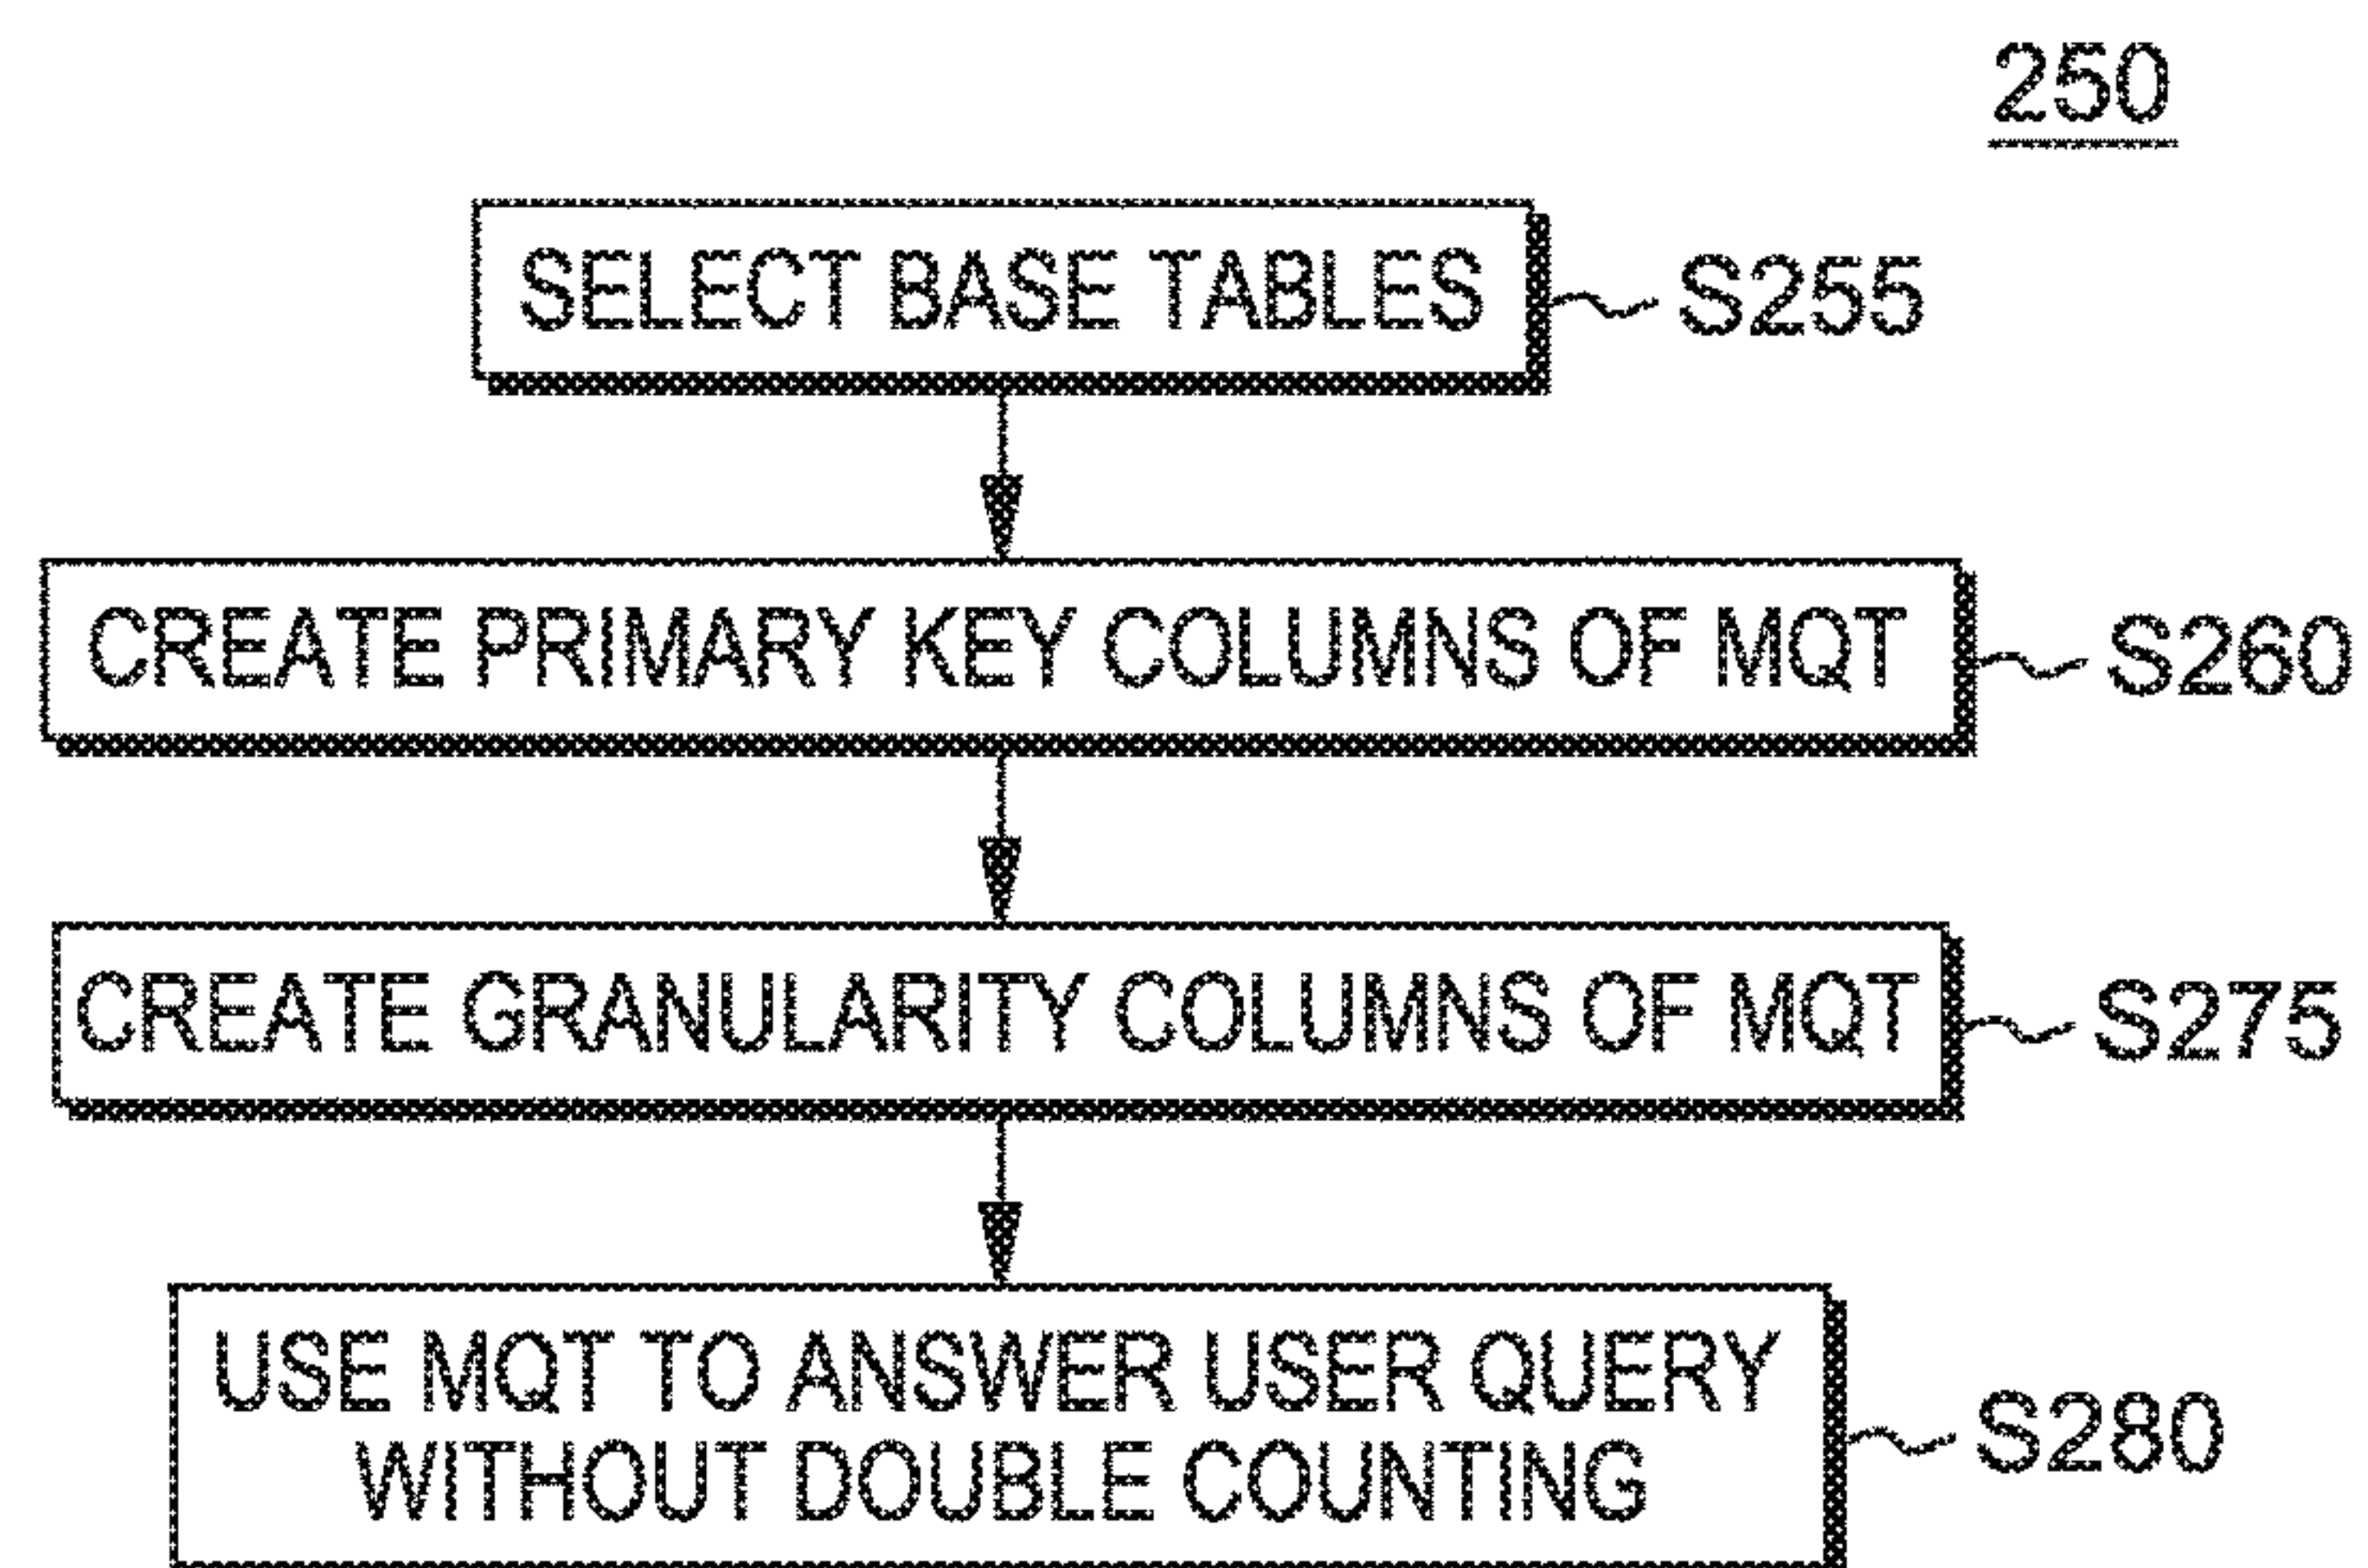 250
SELECT BASE TABLES
S255
CREATE PRIMARY KEY COLUMNS OF MQT
S260
CREATE GRANULARITY COLUMNS OF MQT
S275
USE MQT TO ANSWER USER QUERY
WITHOUT DOUBLE COUNTING
S280